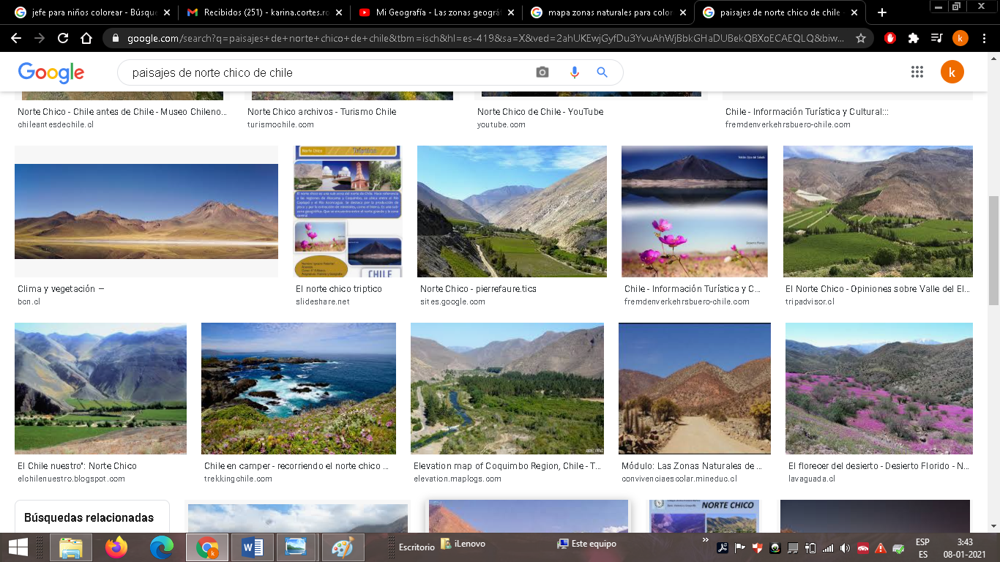 jefe para niños colorear - Búsque
Recibidos (251) - karina.cortes.ro
Mi Geografía - Las zonas geográ
mapa zonas naturales para color
paisajes de norte chico de chile -
google.com/search?q=paisajes+de+norte+chico+de+chile&tbm=isch&hl=es-419&sa=X&ved=2ahUKEwjGyfDu3YvuAhWjBbkGHaDUBekQBXoECAEQLQ&biw...
k
Google
paisajes de norte chico de chile
k
Norte Chico - Chile antes de Chile - Museo Chileno...
chileantesdechile.cl
Norte Chico archivos - Turismo Chile
turismochile.com
Norte Chico de Chile - YouTube
youtube.com
Chile - Información Turística y Cultural:::
fremdenverkehrsbuero-chile.com
Norte Chico
Tríptico
CHILE
Clima y vegetación —
bcn.cl
El norte chico triptico
slideshare.net
Norte Chico - pierrefaure.tics
sites.google.com
Chile - Información Turística y C...
fremdenverkehrsbuero-chile.com
El Norte Chico - Opiniones sobre Valle del El...
tripadvisor.cl
El Chile nuestro": Norte Chico
elchilenuestro.blogspot.com
Chile en camper - recorriendo el norte chico ...
trekkingchile.com
Elevation map of Coquimbo Region, Chile - T...
elevation.maplogs.com
Módulo: Las Zonas Naturales de ...
convivenciaescolar.mineduc.cl
El florecer del desierto - Desierto Florido - N...
lavaguada.cl
Búsquedas relacionadas
NORTE CHICO
Escritorio
iLenovo
Este equipo
»
ESP
ES
3:43
08-01-2021